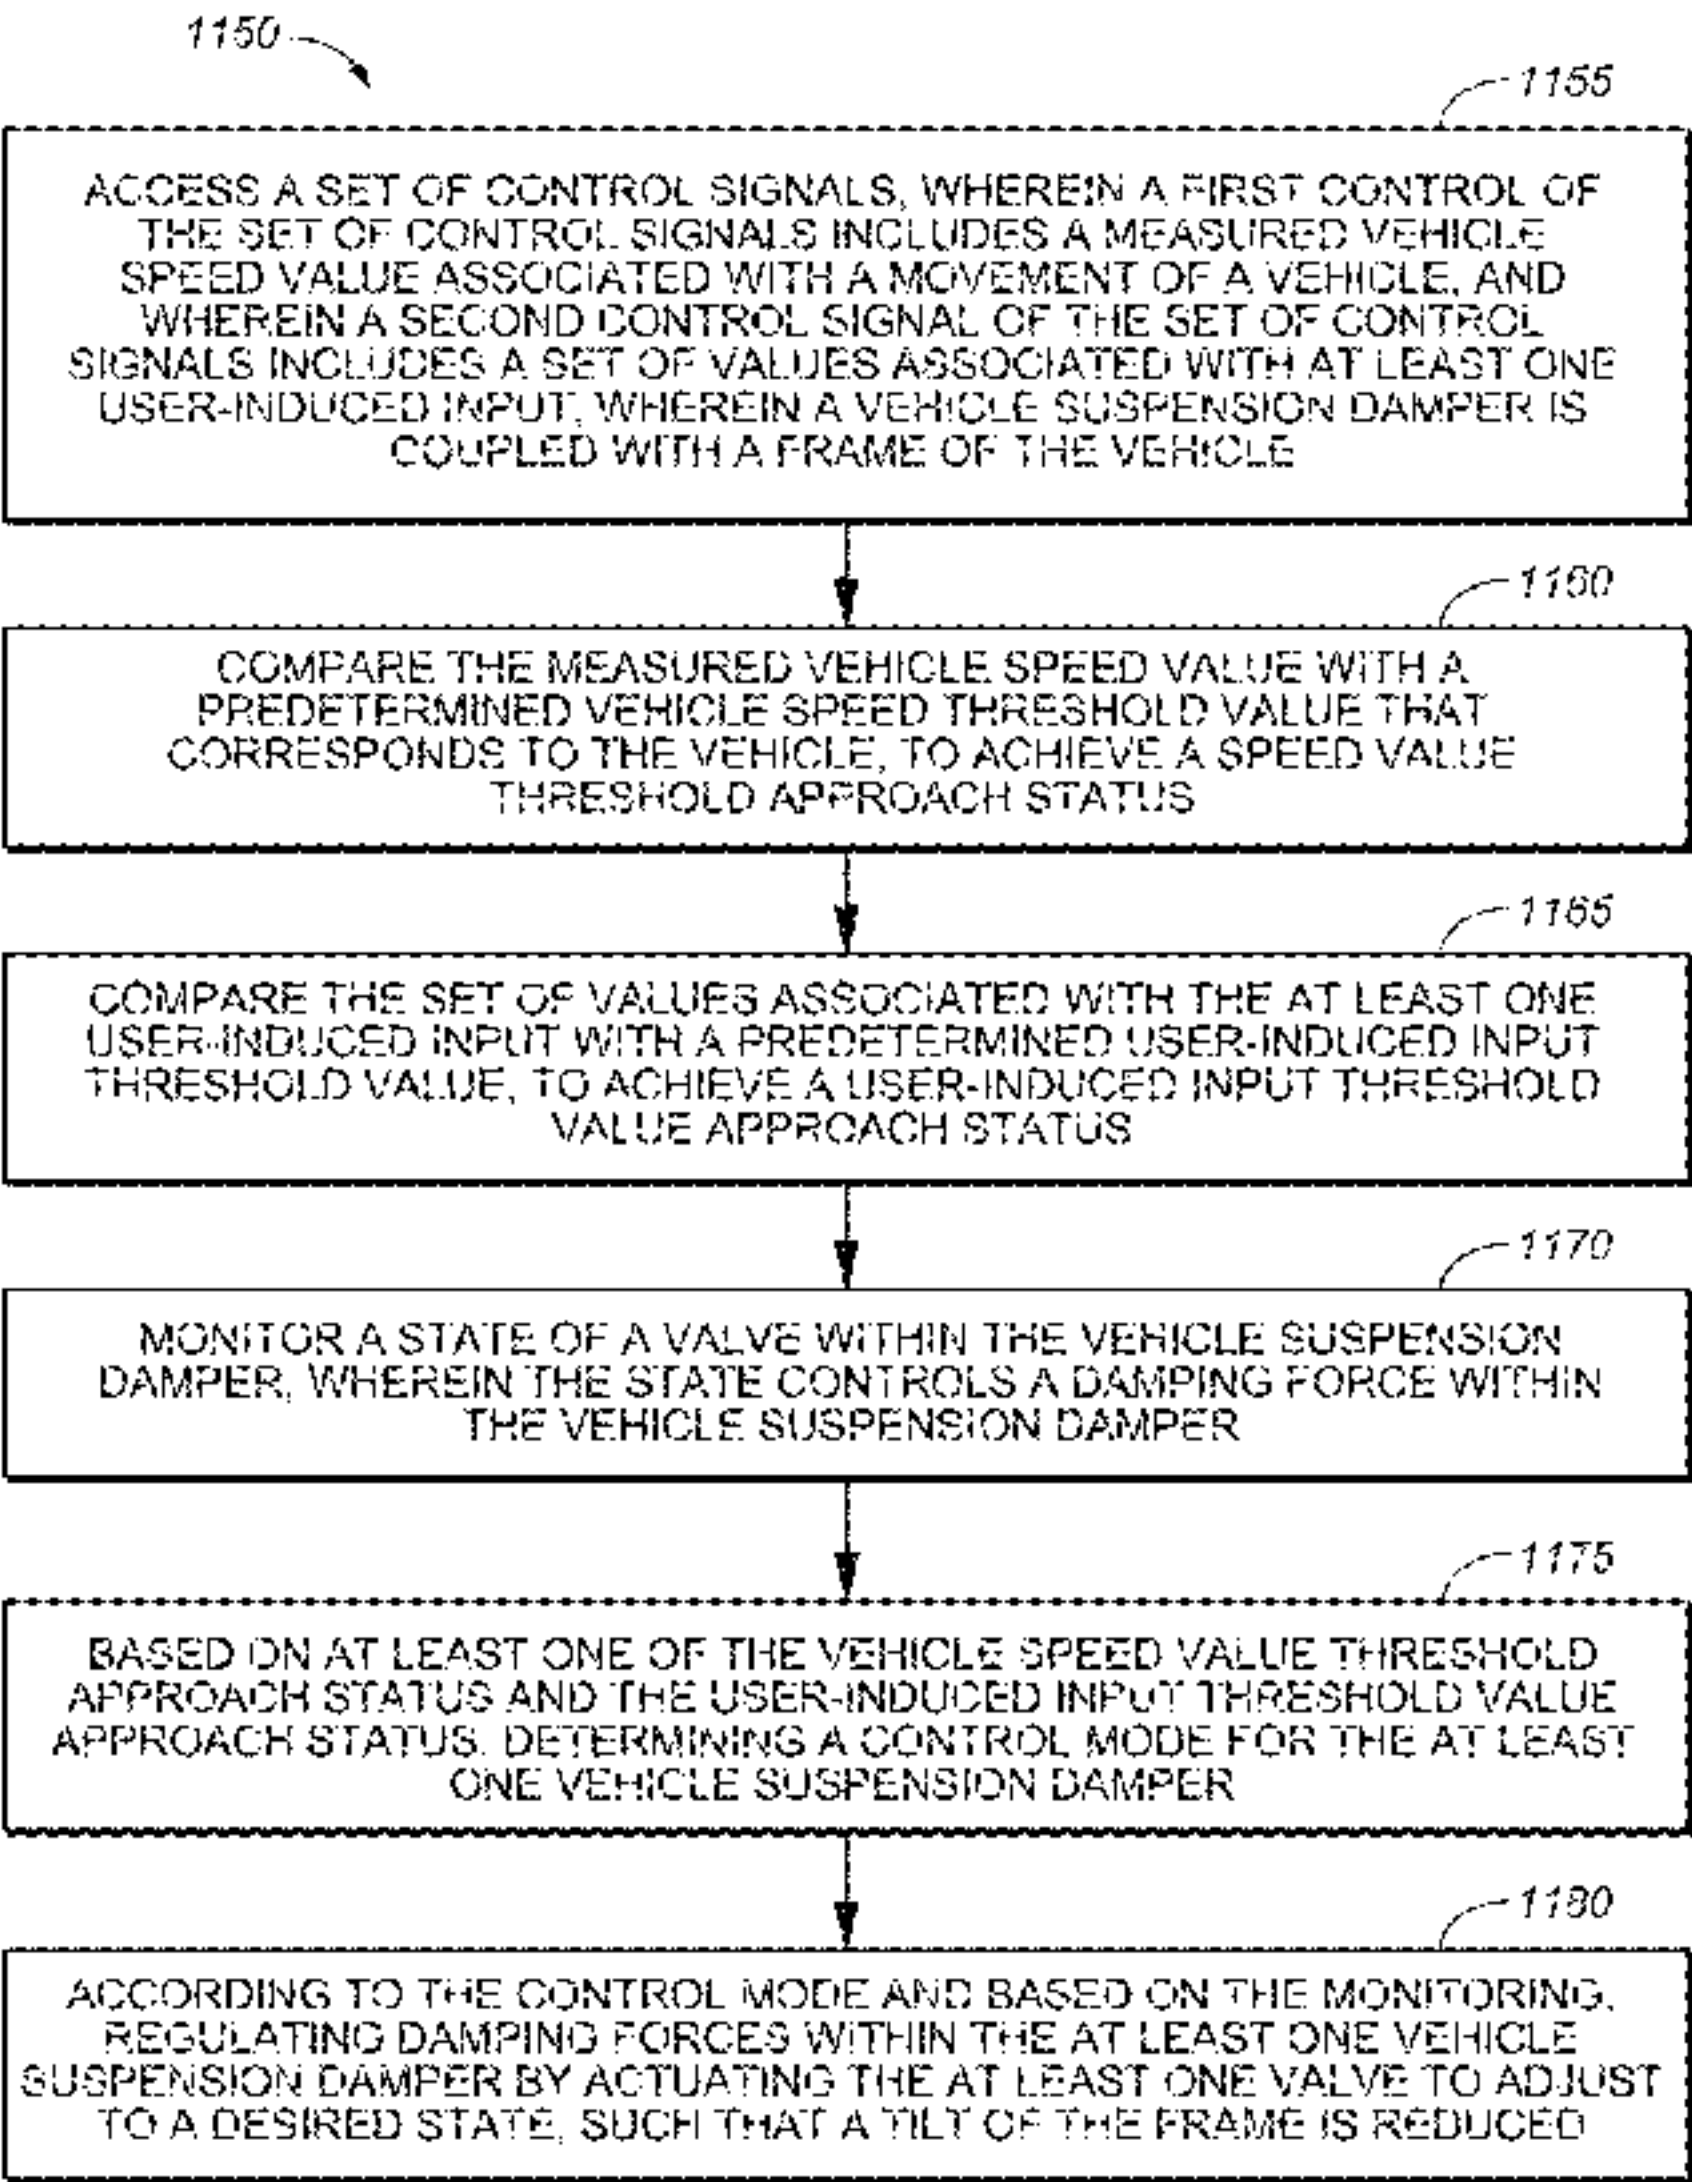 1150
1155
ACCESS A SET OF CONTROL SIGNALS, WHEREIN A FIRST CONTROL OF
THE SET OF CONTROL SIGNALS INCLUDES A MEASURED VEHICLE
SPEED VALUE ASSOCIATED WITH A MOVEMENT OF A VEHICLE, AND
WHEREIN A SECOND CONTROL SIGNAL OF THE SET OF CONTROL
SIGNALS INCLUDES A SET OF VALUES ASSOCIATED WITH AT LEAST ONE
USER-INDUCED INPUT, WHEREIN A VEHICLE SUSPENSION DAMPER IS
COUPLED WITH A FRAME OF THE VEHICLE
1160
COMPARE THE MEASURED VEHICLE SPEED VALUE WITH A
PREDETERMINED VEHICLE SPEED THRESHOLD VALUE THAT
CORRESPONDS TO THE VEHICLE, TO ACHIEVE A SPEED VALUE
THRESHOLD APPROACH STATUS
1165
COMPARE THE SET OF VALUES ASSOCIATED WITH THE AT LEAST ONE
USER-INDUCED INPUT WITH A PREDETERMINED USER-INDUCED INPUT
THRESHOLD VALUE, TO ACHIEVE A USER-INDUCED INPUT THRESHOLD
VALUE APPROACH STATUS
1170
MONITOR A STATE OF A VALVE WITHIN THE VEHICLE SUSPENSION
DAMPER, WHEREIN THE STATE CONTROLS A DAMPING FORCE WITHIN
THE VEHICLE SUSPENSION DAMPER
1175
BASED ON AT LEAST ONE OF THE VEHICLE SPEED VALUE THRESHOLD
APPROACH STATUS AND THE USER-INDUCED INPUT THRESHOLD VALUE
APPROACH STATUS, DETERMINING A CONTROL MODE FOR THE AT LEAST
ONE VEHICLE SUSPENSION DAMPER
1180
ACCORDING TO THE CONTROL MODE AND BASED ON THE MONITORING,
REGULATING DAMPING FORCES WITHIN THE AT LEAST ONE VEHICLE
SUSPENSION DAMPER BY ACTUATING THE AT LEAST ONE VALVE TO ADJUST
TO A DESIRED STATE, SUCH THAT A TILT OF THE FRAME IS REDUCED